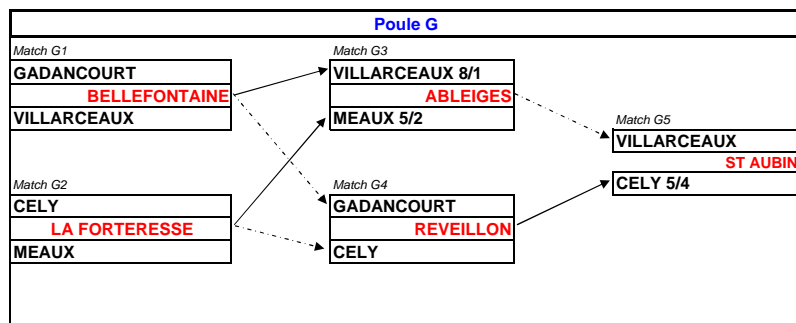 Poule G
Match G1
GADANCOURT
BELLEFONTAINE
VILLARCEAUX
Match G2
CELY
LA FORTERESSE
MEAUX
Match G3
VILLARCEAUX 8/1
ABLEIGES
MEAUX 5/2
Match G4
GADANCOURT
REVEILLON
CELY
Match G5
VILLARCEAUX
ST AUBIN
CELY 5/4